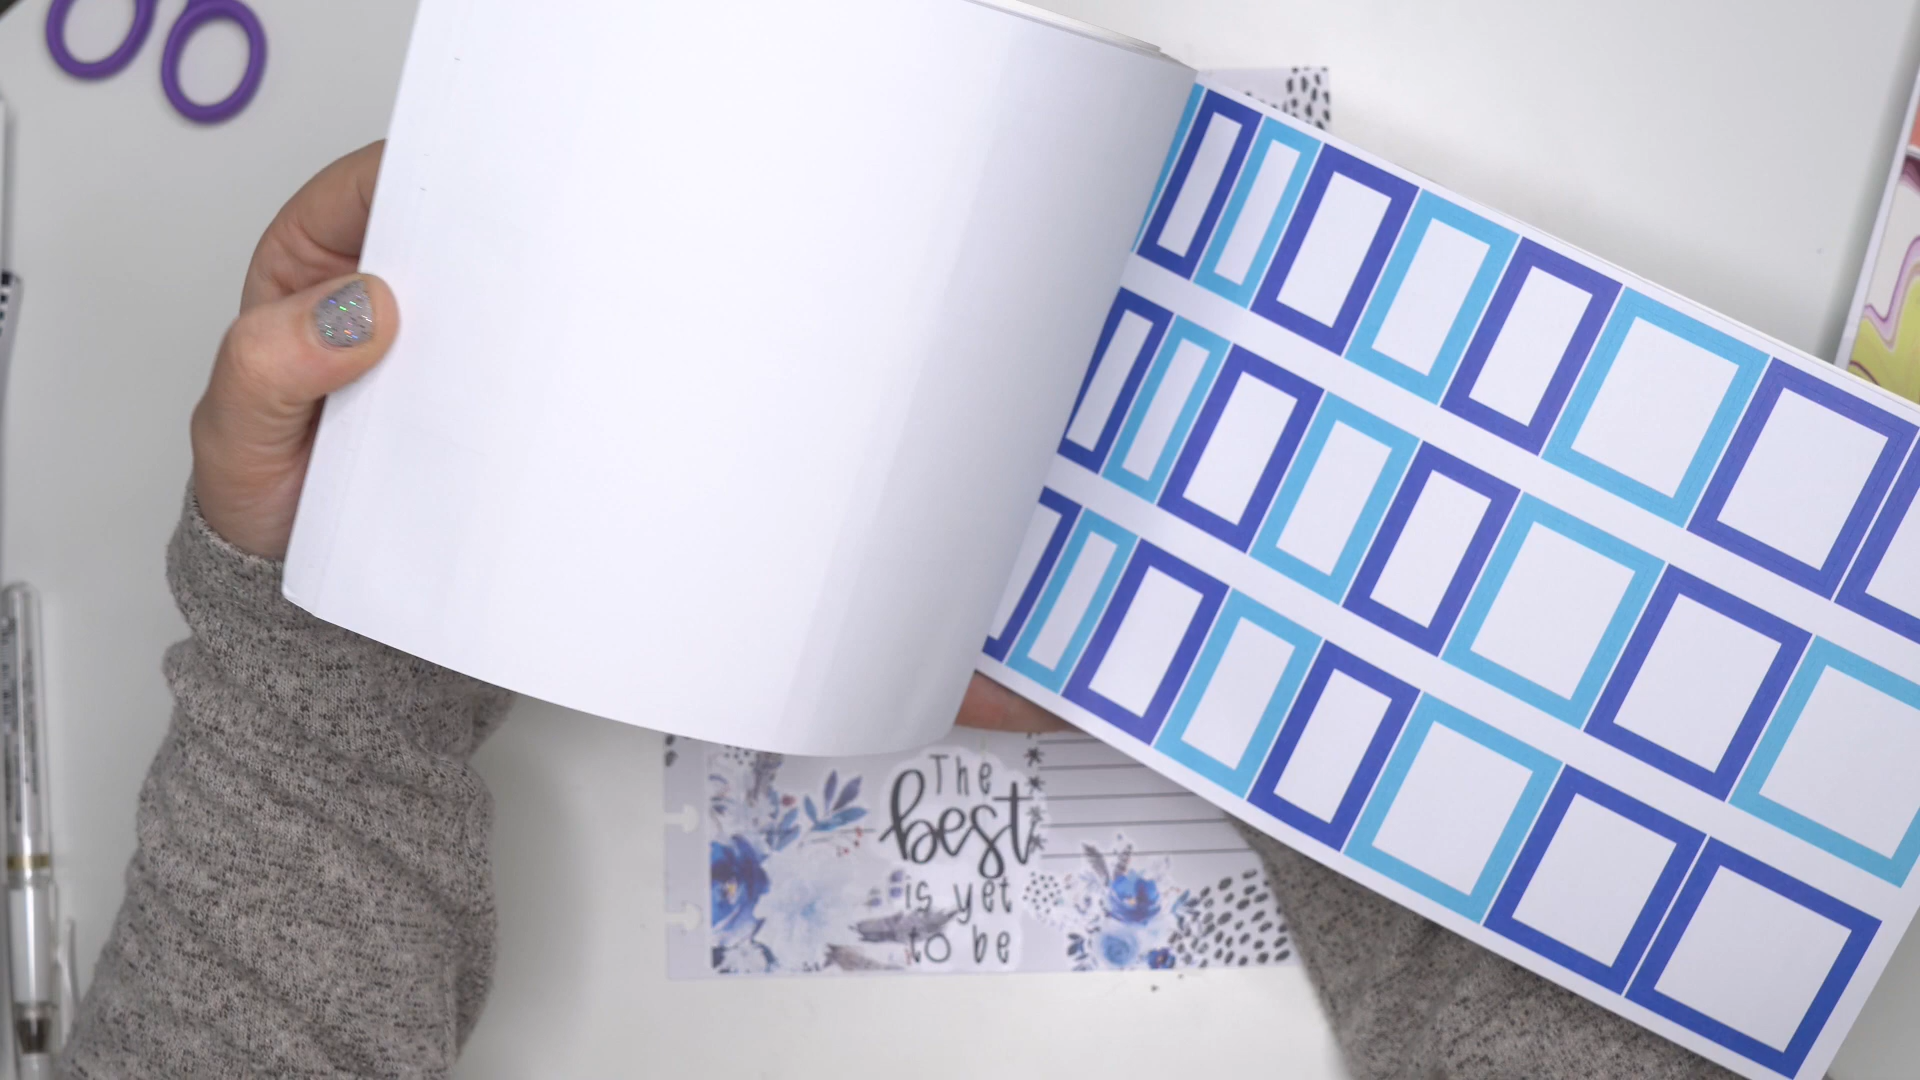 The
best
is yet
to be